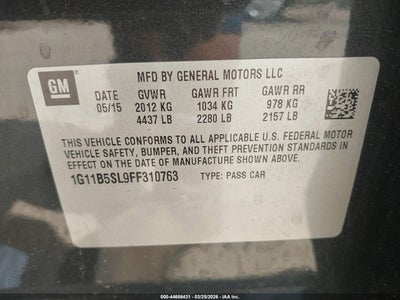 GM
MFD BY GENERAL MOTORS LLC
05/15 GVWR GAWR FRT GAWR RR
2012 KG 1034 KG 978 KG
4437 LB 2280 LB 2157 LB
THIS VEHICLE CONFORMS TO ALL APPLICABLE U.S. FEDERAL MOTOR
VEHICLE SAFETY, BUMPER, AND THEFT PREVENTION STANDARDS IN
EFFECT ON THE DATE OF MANUFACTURE SHOWN ABOVE.
1G11B5SL9FF310763 TYPE: PASS CAR
000-44698431 - 03/25/2026 - IAA Inc.